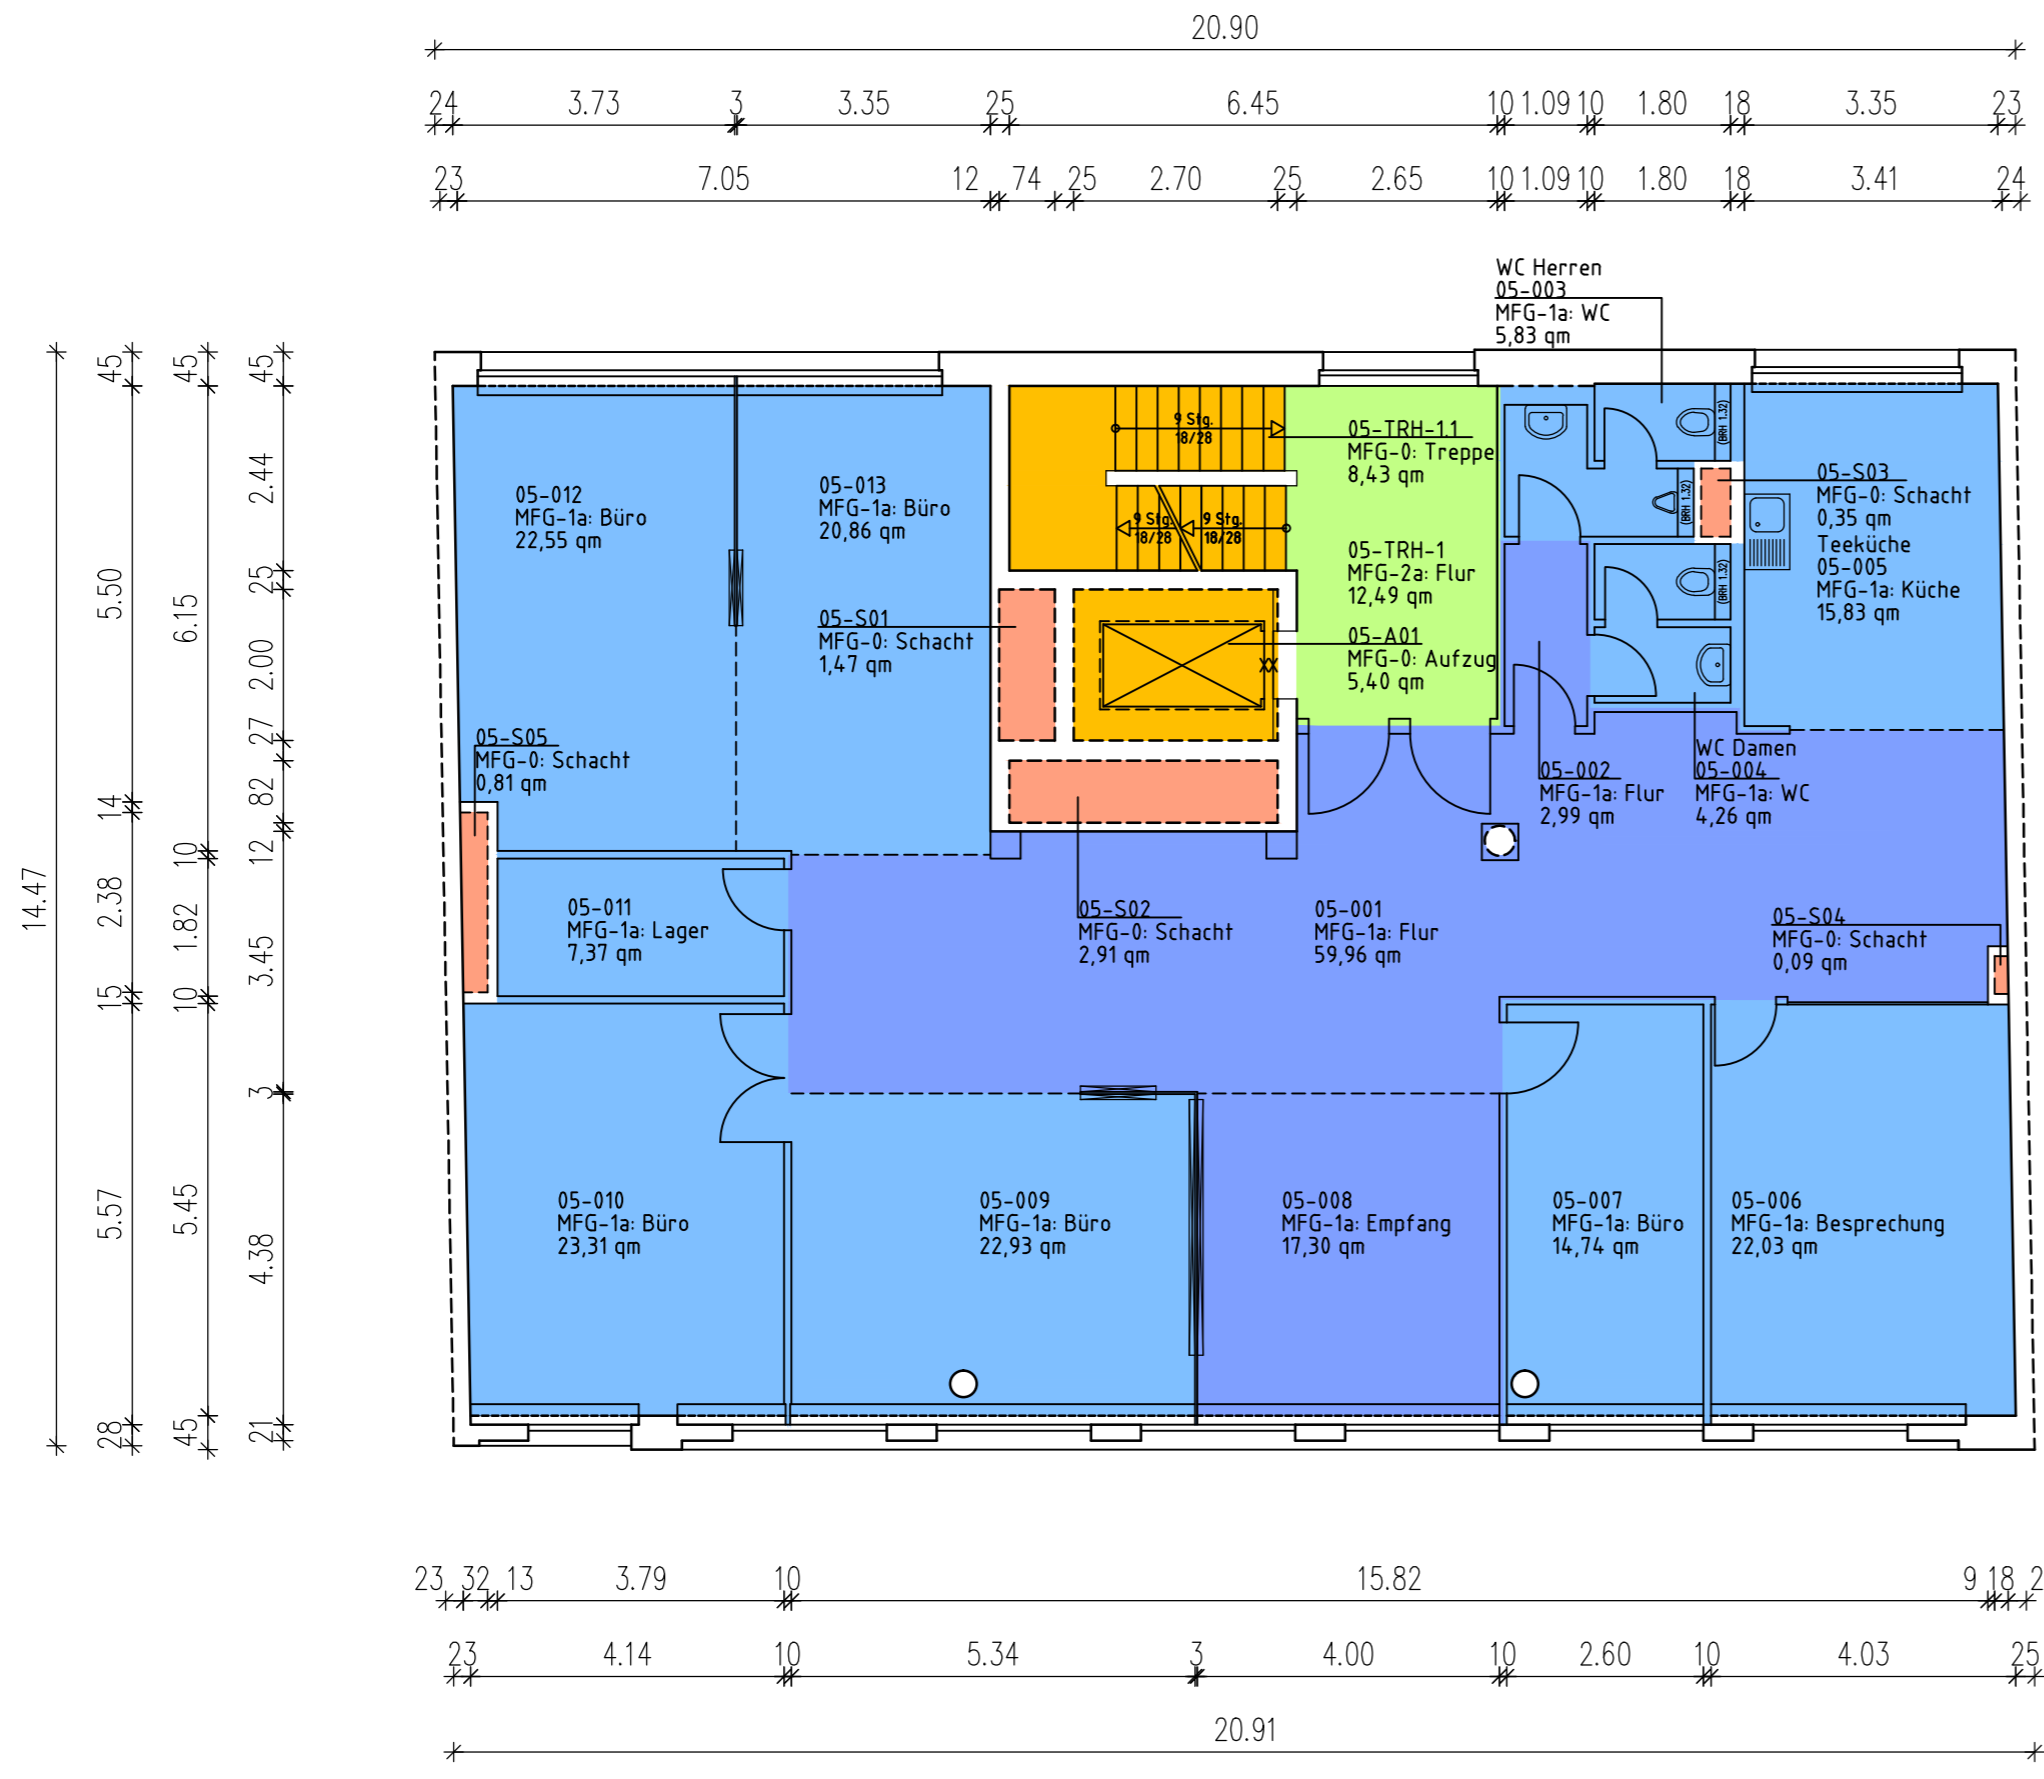 20.90
24 3.73 3 3.35 25 6.45 10 1.09 10 1.80 18 3.35 23
23 7.05 12 74 25 2.70 25 2.65 10 1.09 10 1.80 18 3.41 24
WC Herren
05-003
MFG-1a: WC
5,83 qm
14.47
45 5.50 14 2.38 15 5.57 28
45 6.15 10 1.82 10 5.45 45
45 2.44 25 2.00 27 82 12 3.45 3 4.38 21
05-012
MFG-1a: Büro
22,55 qm
05-013
MFG-1a: Büro
20,86 qm
9 Stg.
18/28
9 Stg.
18/28
9 Stg.
18/28
05-TRH-1.1
MFG-0: Treppe
8,43 qm
05-TRH-1
MFG-2a: Flur
12,49 qm
05-A01
MFG-0: Aufzug
5,40 qm
(BRH 1.32)
(BRH 1.32)
(BRH 1.32)
05-S03
MFG-0: Schacht
0,35 qm
Teeküche
05-005
MFG-1a: Küche
15,83 qm
05-S01
MFG-0: Schacht
1,47 qm
05-S05
MFG-0: Schacht
0,81 qm
05-002
MFG-1a: Flur
2,99 qm
WC Damen
05-004
MFG-1a: WC
4,26 qm
05-011
MFG-1a: Lager
7,37 qm
05-S02
MFG-0: Schacht
2,91 qm
05-001
MFG-1a: Flur
59,96 qm
05-S04
MFG-0: Schacht
0,09 qm
05-010
MFG-1a: Büro
23,31 qm
05-009
MFG-1a: Büro
22,93 qm
05-008
MFG-1a: Empfang
17,30 qm
05-007
MFG-1a: Büro
14,74 qm
05-006
MFG-1a: Besprechung
22,03 qm
23 32 13 3.79 10 15.82 9 18 2
23 4.14 10 5.34 3 4.00 10 2.60 10 4.03 25
20.91